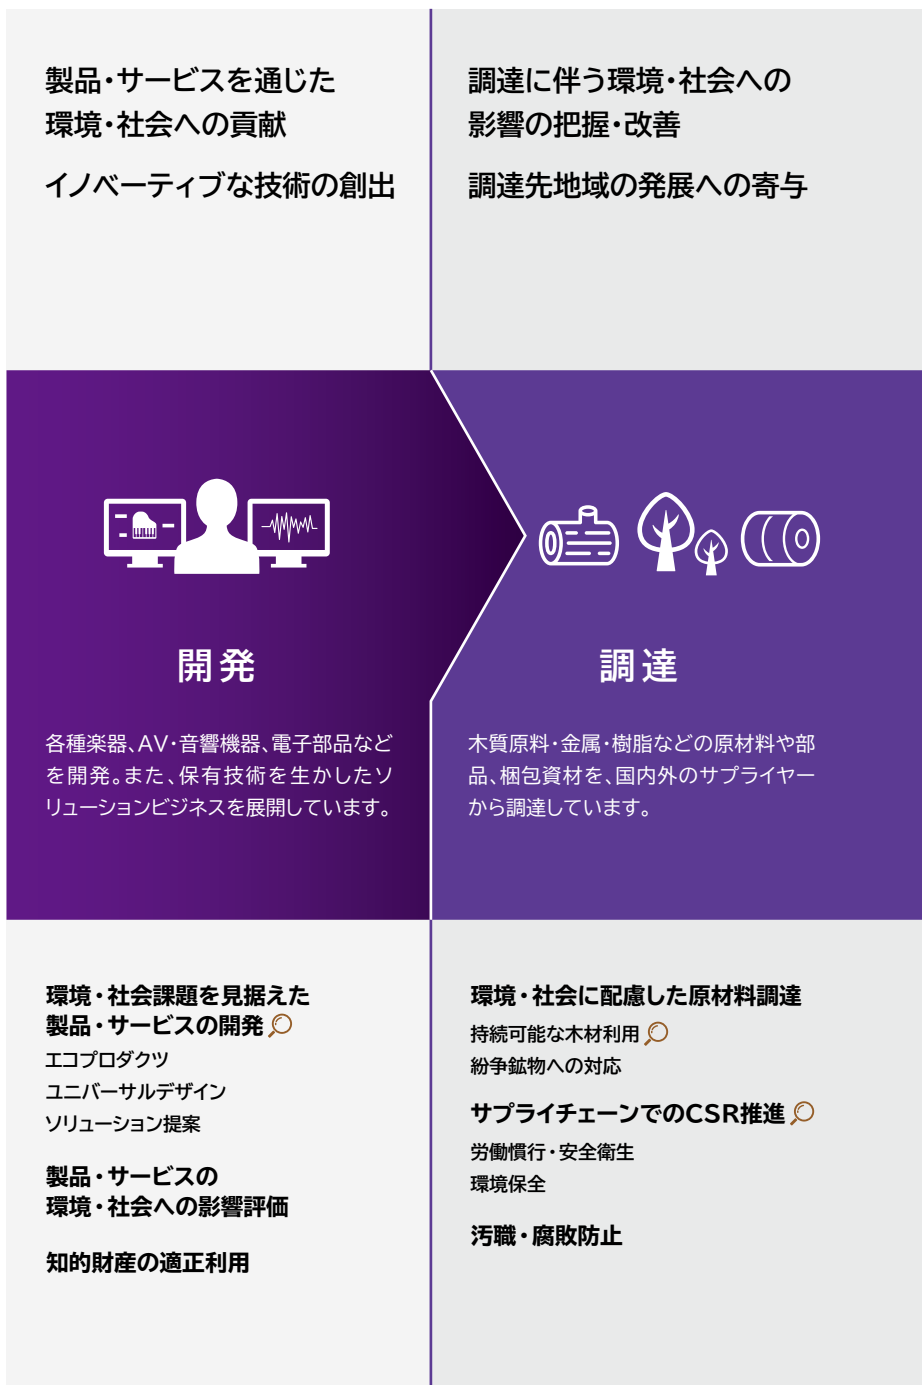 製品・サービスを通じた
環境・社会への貢献
イノベーティブな技術の創出
調達に伴う環境・社会への
影響の把握・改善
調達先地域の発展への寄与
開発
各種楽器、AV・音響機器、電子部品など
を開発。また、保有技術を生かしたソ
リューションビジネスを展開しています。
調達
木質原料・金属・樹脂などの原材料や部
品、梱包資材を、国内外のサプライヤー
から調達しています。
環境・社会課題を見据えた
製品・サービスの開発
エコプロダクツ
ユニバーサルデザイン
ソリューション提案
製品・サービスの
環境・社会への影響評価
知的財産の適正利用
環境・社会に配慮した原材料調達
持続可能な木材利用
紛争鉱物への対応
サプライチェーンでのCSR推進
労働慣行・安全衛生
環境保全
汚職・腐敗防止